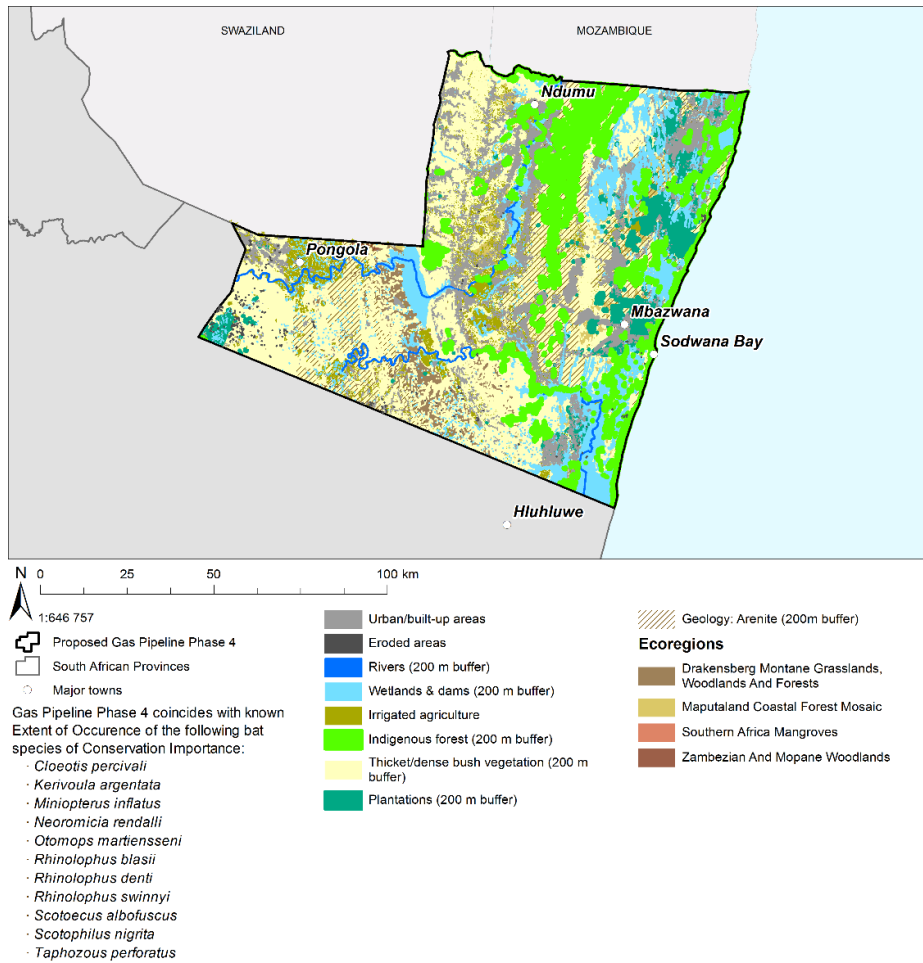 SWAZILAND
MOZAMBIQUE
Ndumu
Pongola
Mbazwana
Sodwana Bay
Hluhluwe
N
0 25 50 100 km
1:646 757
Proposed Gas Pipeline Phase 4
South African Provinces
Major towns
Gas Pipeline Phase 4 coincides with known
Extent of Occurence of the following bat
species of Conservation Importance:
· Cloeotis percivali
· Kerivoula argentata
· Miniopterus inflatus
· Neoromicia rendalli
· Otomops martiensseni
· Rhinolophus blasii
· Rhinolophus denti
· Rhinolophus swinnyi
· Scotoecus albofuscus
· Scotophilus nigrita
· Taphozous perforatus
Urban/built-up areas
Eroded areas
Rivers (200 m buffer)
Wetlands & dams (200 m buffer)
Irrigated agriculture
Indigenous forest (200 m buffer)
Thicket/dense bush vegetation (200 m
buffer)
Plantations (200 m buffer)
Geology: Arenite (200m buffer)
Ecoregions
Drakensberg Montane Grasslands,
Woodlands And Forests
Maputaland Coastal Forest Mosaic
Southern Africa Mangroves
Zambezian And Mopane Woodlands